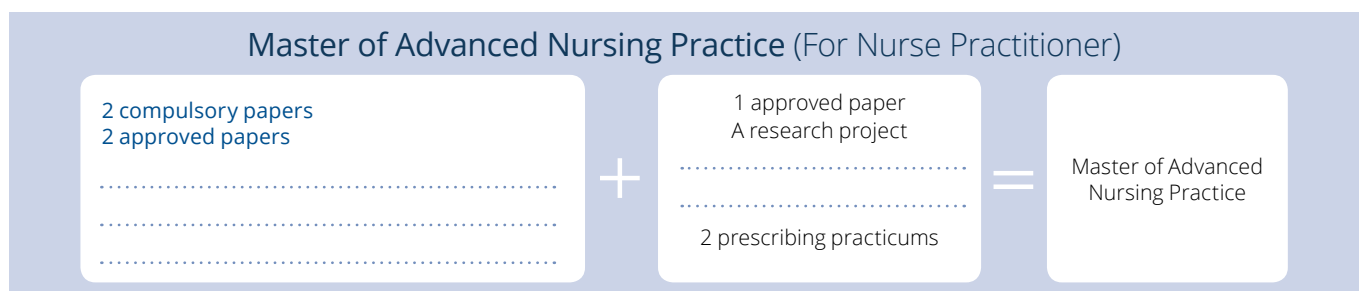 Master of Advanced Nursing Practice (For Nurse Practitioner)
2 compulsory papers
2 approved papers
1 approved paper
A research project
2 prescribing practicums
+
=
Master of Advanced
Nursing Practice